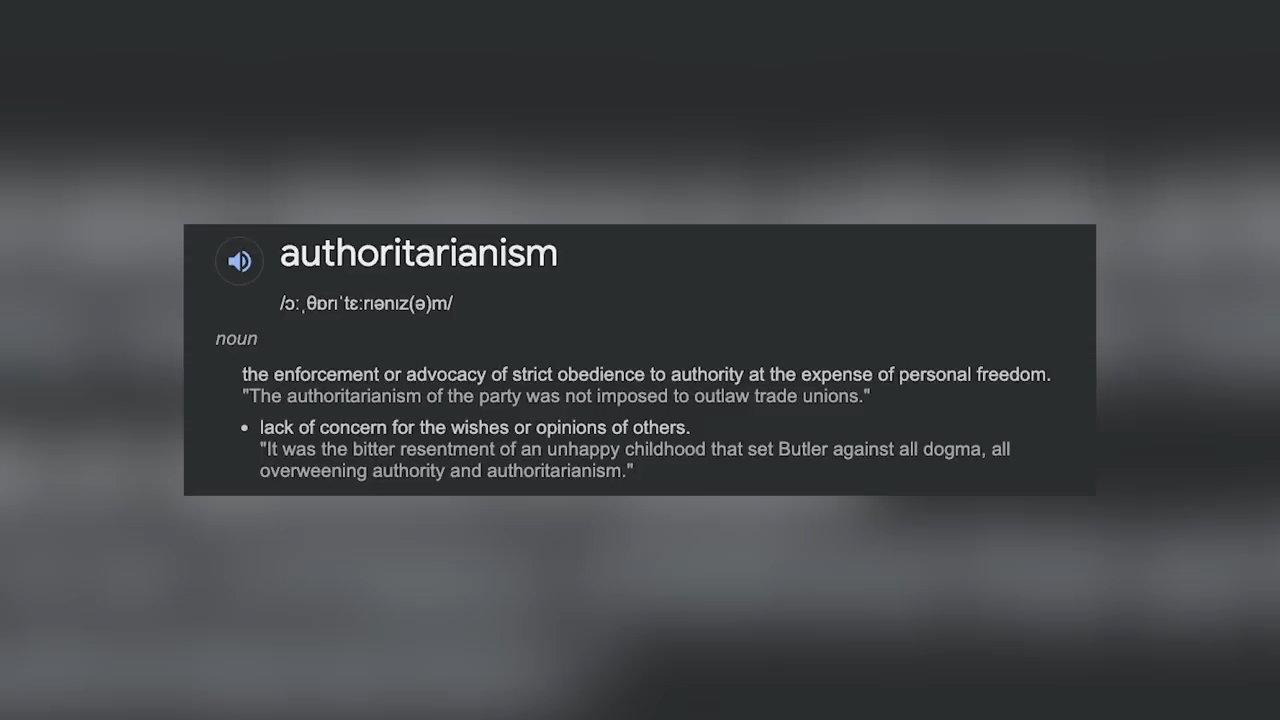 authoritarianism
/ɔːˌθɒrɪˈtɛːrɪənɪz(ə)m/
noun
the enforcement or advocacy of strict obedience to authority at the expense of personal freedom.
"The authoritarianism of the party was not imposed to outlaw trade unions."
• lack of concern for the wishes or opinions of others.
"It was the bitter resentment of an unhappy childhood that set Butler against all dogma, all
overweening authority and authoritarianism."